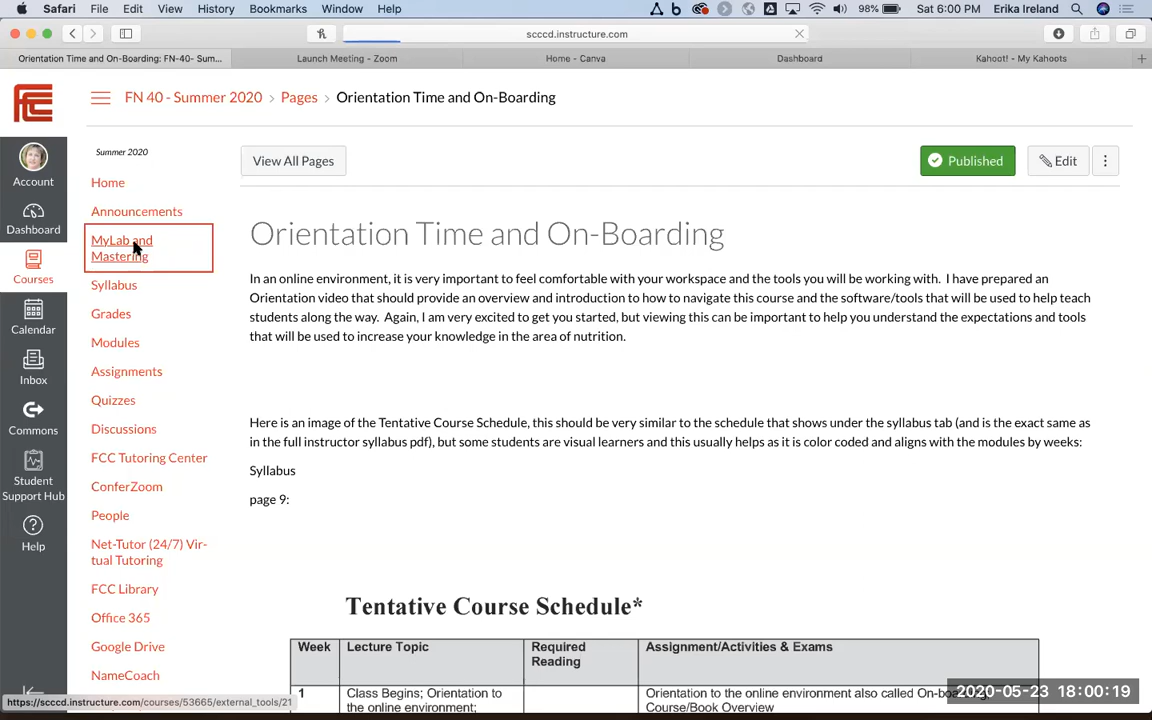 Safari File Edit View History Bookmarks Window Help 98% Sat 6:00 PM Erika Ireland
scccd.instructure.com
Orientation Time and On-Boarding: FN-40- Sum... Launch Meeting - Zoom Home - Canva Dashboard Kahoot! - My Kahoots
FN 40 - Summer 2020 › Pages › Orientation Time and On-Boarding
Summer 2020
View All Pages
Published
Edit
Account
Dashboard
Courses
Calendar
Inbox
Commons
Student
Support Hub
Help
Home
Announcements
MyLab and
Mastering
Syllabus
Grades
Modules
Assignments
Quizzes
Discussions
FCC Tutoring Center
ConferZoom
People
Net-Tutor (24/7) Vir-
tual Tutoring
FCC Library
Office 365
Google Drive
NameCoach
Orientation Time and On-Boarding
In an online environment, it is very important to feel comfortable with your workspace and the tools you will be working with. I have prepared an
Orientation video that should provide an overview and introduction to how to navigate this course and the software/tools that will be used to help teach
students along the way. Again, I am very excited to get you started, but viewing this can be important to help you understand the expectations and tools
that will be used to increase your knowledge in the area of nutrition.
Here is an image of the Tentative Course Schedule, this should be very similar to the schedule that shows under the syllabus tab (and is the exact same as
in the full instructor syllabus pdf), but some students are visual learners and this usually helps as it is color coded and aligns with the modules by weeks:
Syllabus
page 9:
Tentative Course Schedule*
Week
Lecture Topic
Required
Reading
Assignment/Activities & Exams
1
Class Begins; Orientation to
the online environment;
Orientation to the online environment also called On-
Course/Book Overview
https://scccd.instructure.com/courses/53665/external_tools/21
2020-05-23 18:00:19